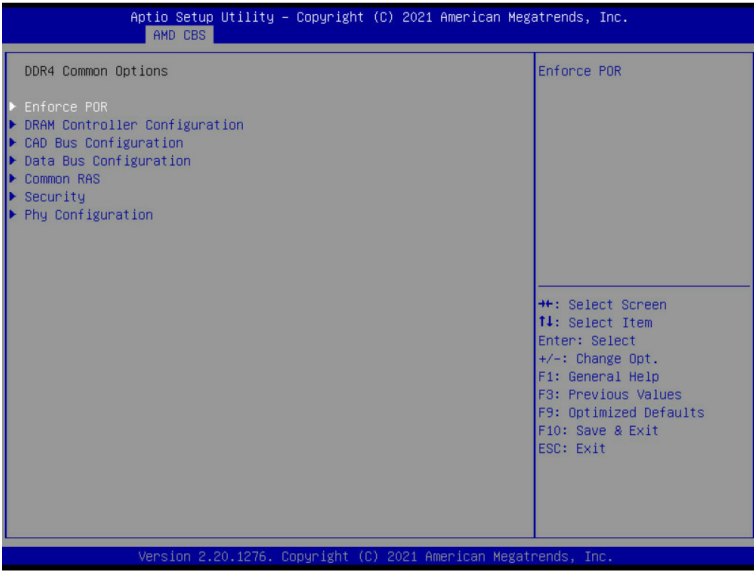 Aptio Setup Utility – Copyright (C) 2021 American Megatrends, Inc.
AMD CBS
DDR4 Common Options
Enforce POR
DRAM Controller Configuration
CAD Bus Configuration
Data Bus Configuration
Common RAS
Security
Phy Configuration
Enforce POR
→←: Select Screen
↑↓: Select Item
Enter: Select
+/-: Change Opt.
F1: General Help
F3: Previous Values
F9: Optimized Defaults
F10: Save & Exit
ESC: Exit
Version 2.20.1276. Copyright (C) 2021 American Megatrends, Inc.